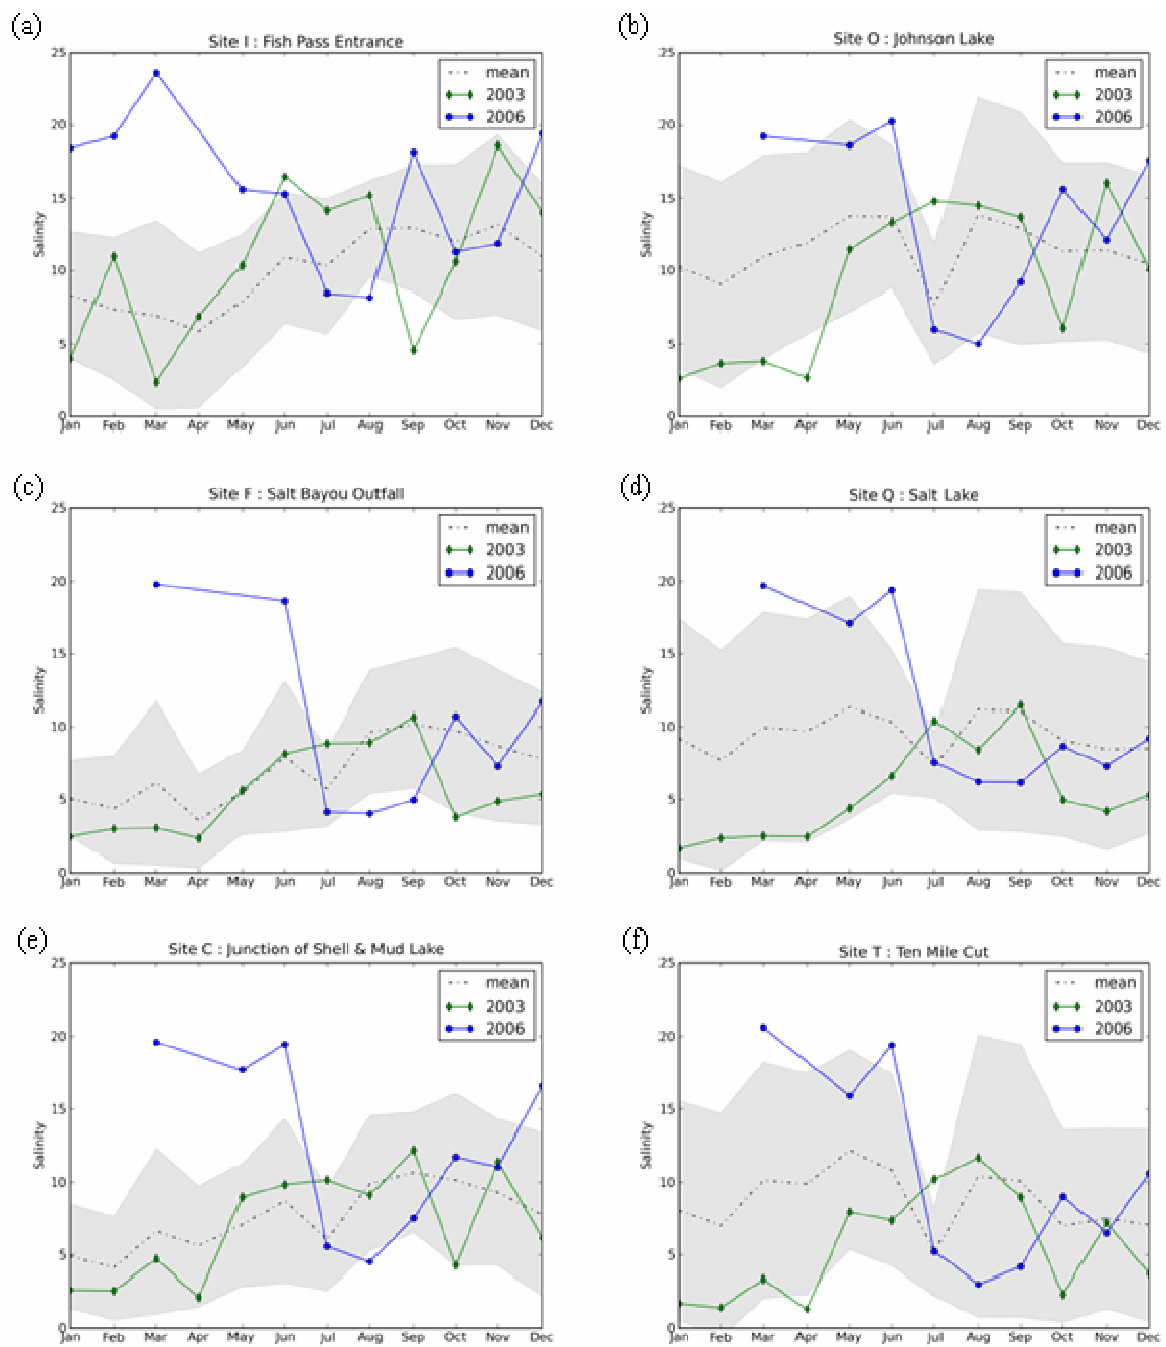 (a)
Site I : Fish Pass Entrance
25
20
15
10
5
0
Salinity
mean
2003
2006
Jan Feb Mar Apr May Jun Jul Aug Sep Oct Nov Dec
(b)
Site O : Johnson Lake
25
20
15
10
5
0
Salinity
mean
2003
2006
Jan Feb Mar Apr May Jun Jul Aug Sep Oct Nov Dec
(c)
Site F : Salt Bayou Outfall
25
20
15
10
5
0
Salinity
mean
2003
2006
Jan Feb Mar Apr May Jun Jul Aug Sep Oct Nov Dec
(d)
Site Q : Salt Lake
25
20
15
10
5
0
Salinity
mean
2003
2006
Jan Feb Mar Apr May Jun Jul Aug Sep Oct Nov Dec
(e)
Site C : Junction of Shell & Mud Lake
25
20
15
10
5
0
Salinity
mean
2003
2006
Jan Feb Mar Apr May Jun Jul Aug Sep Oct Nov Dec
(f)
Site T : Ten Mile Cut
25
20
15
10
5
0
Salinity
mean
2003
2006
Jan Feb Mar Apr May Jun Jul Aug Sep Oct Nov Dec